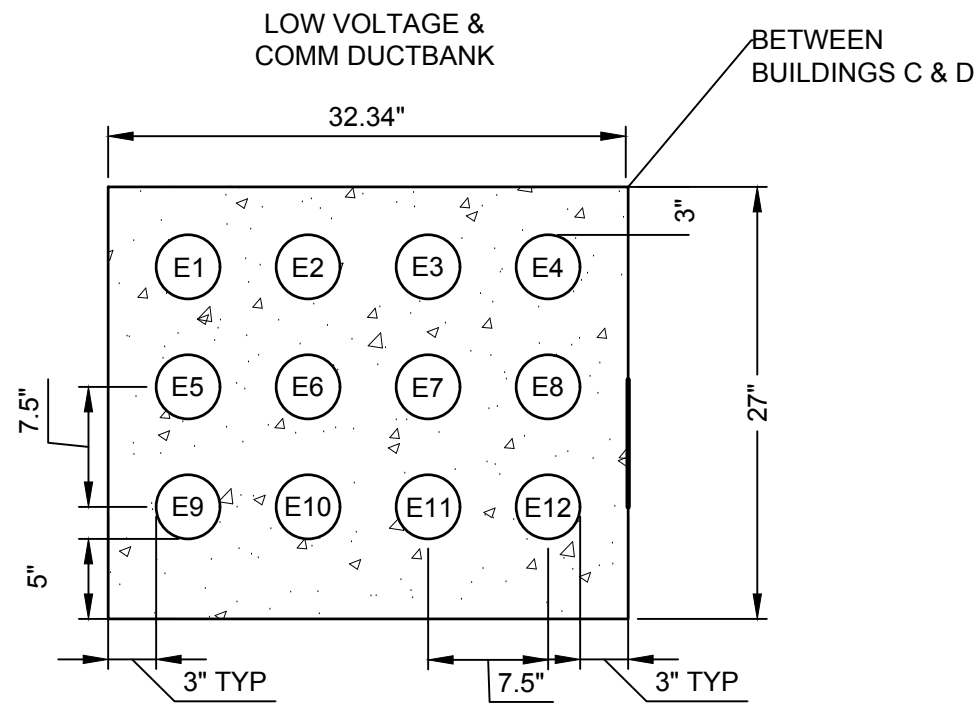 LOW VOLTAGE &
COMM DUCTBANK
BETWEEN
BUILDINGS C & D
32.34"
3"
E1 E2 E3 E4
E5 E6 E7 E8
7.5"
27"
E9 E10 E11 E12
5"
3" TYP
7.5"
3" TYP